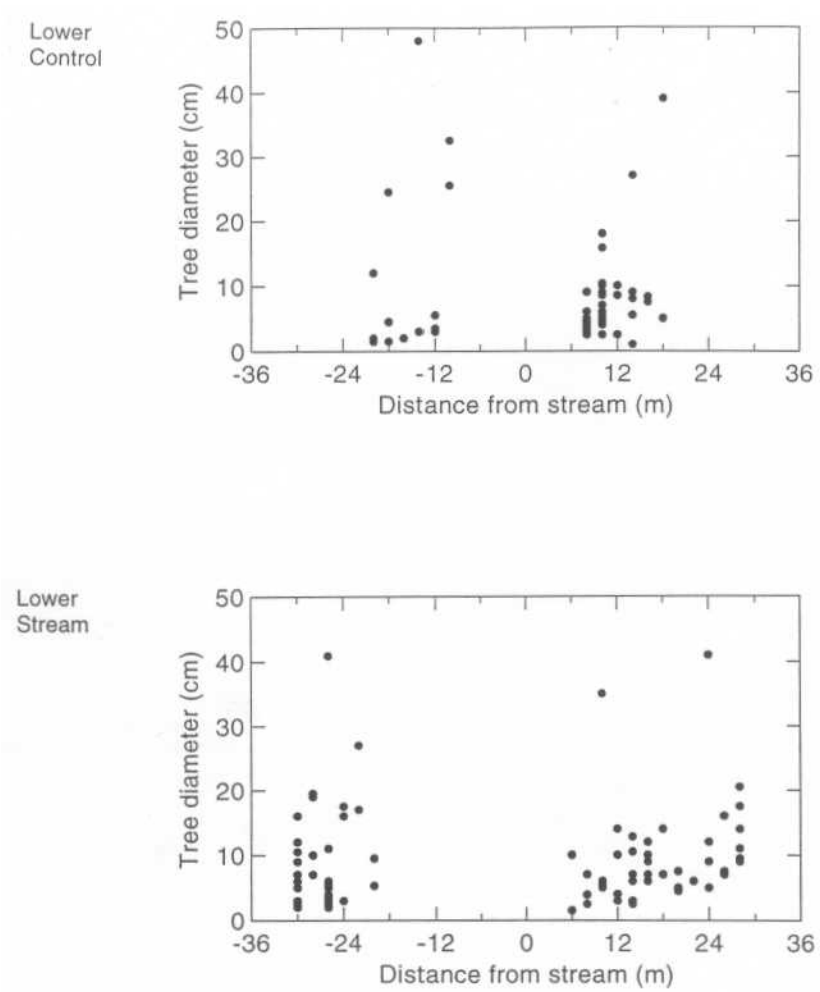 Lower
Control
Tree diameter (cm)
50
40
30
20
10
0
-36 -24 -12 0 12 24 36
Distance from stream (m)
Lower
Stream
Tree diameter (cm)
50
40
30
20
10
0
-36 -24 -12 0 12 24 36
Distance from stream (m)